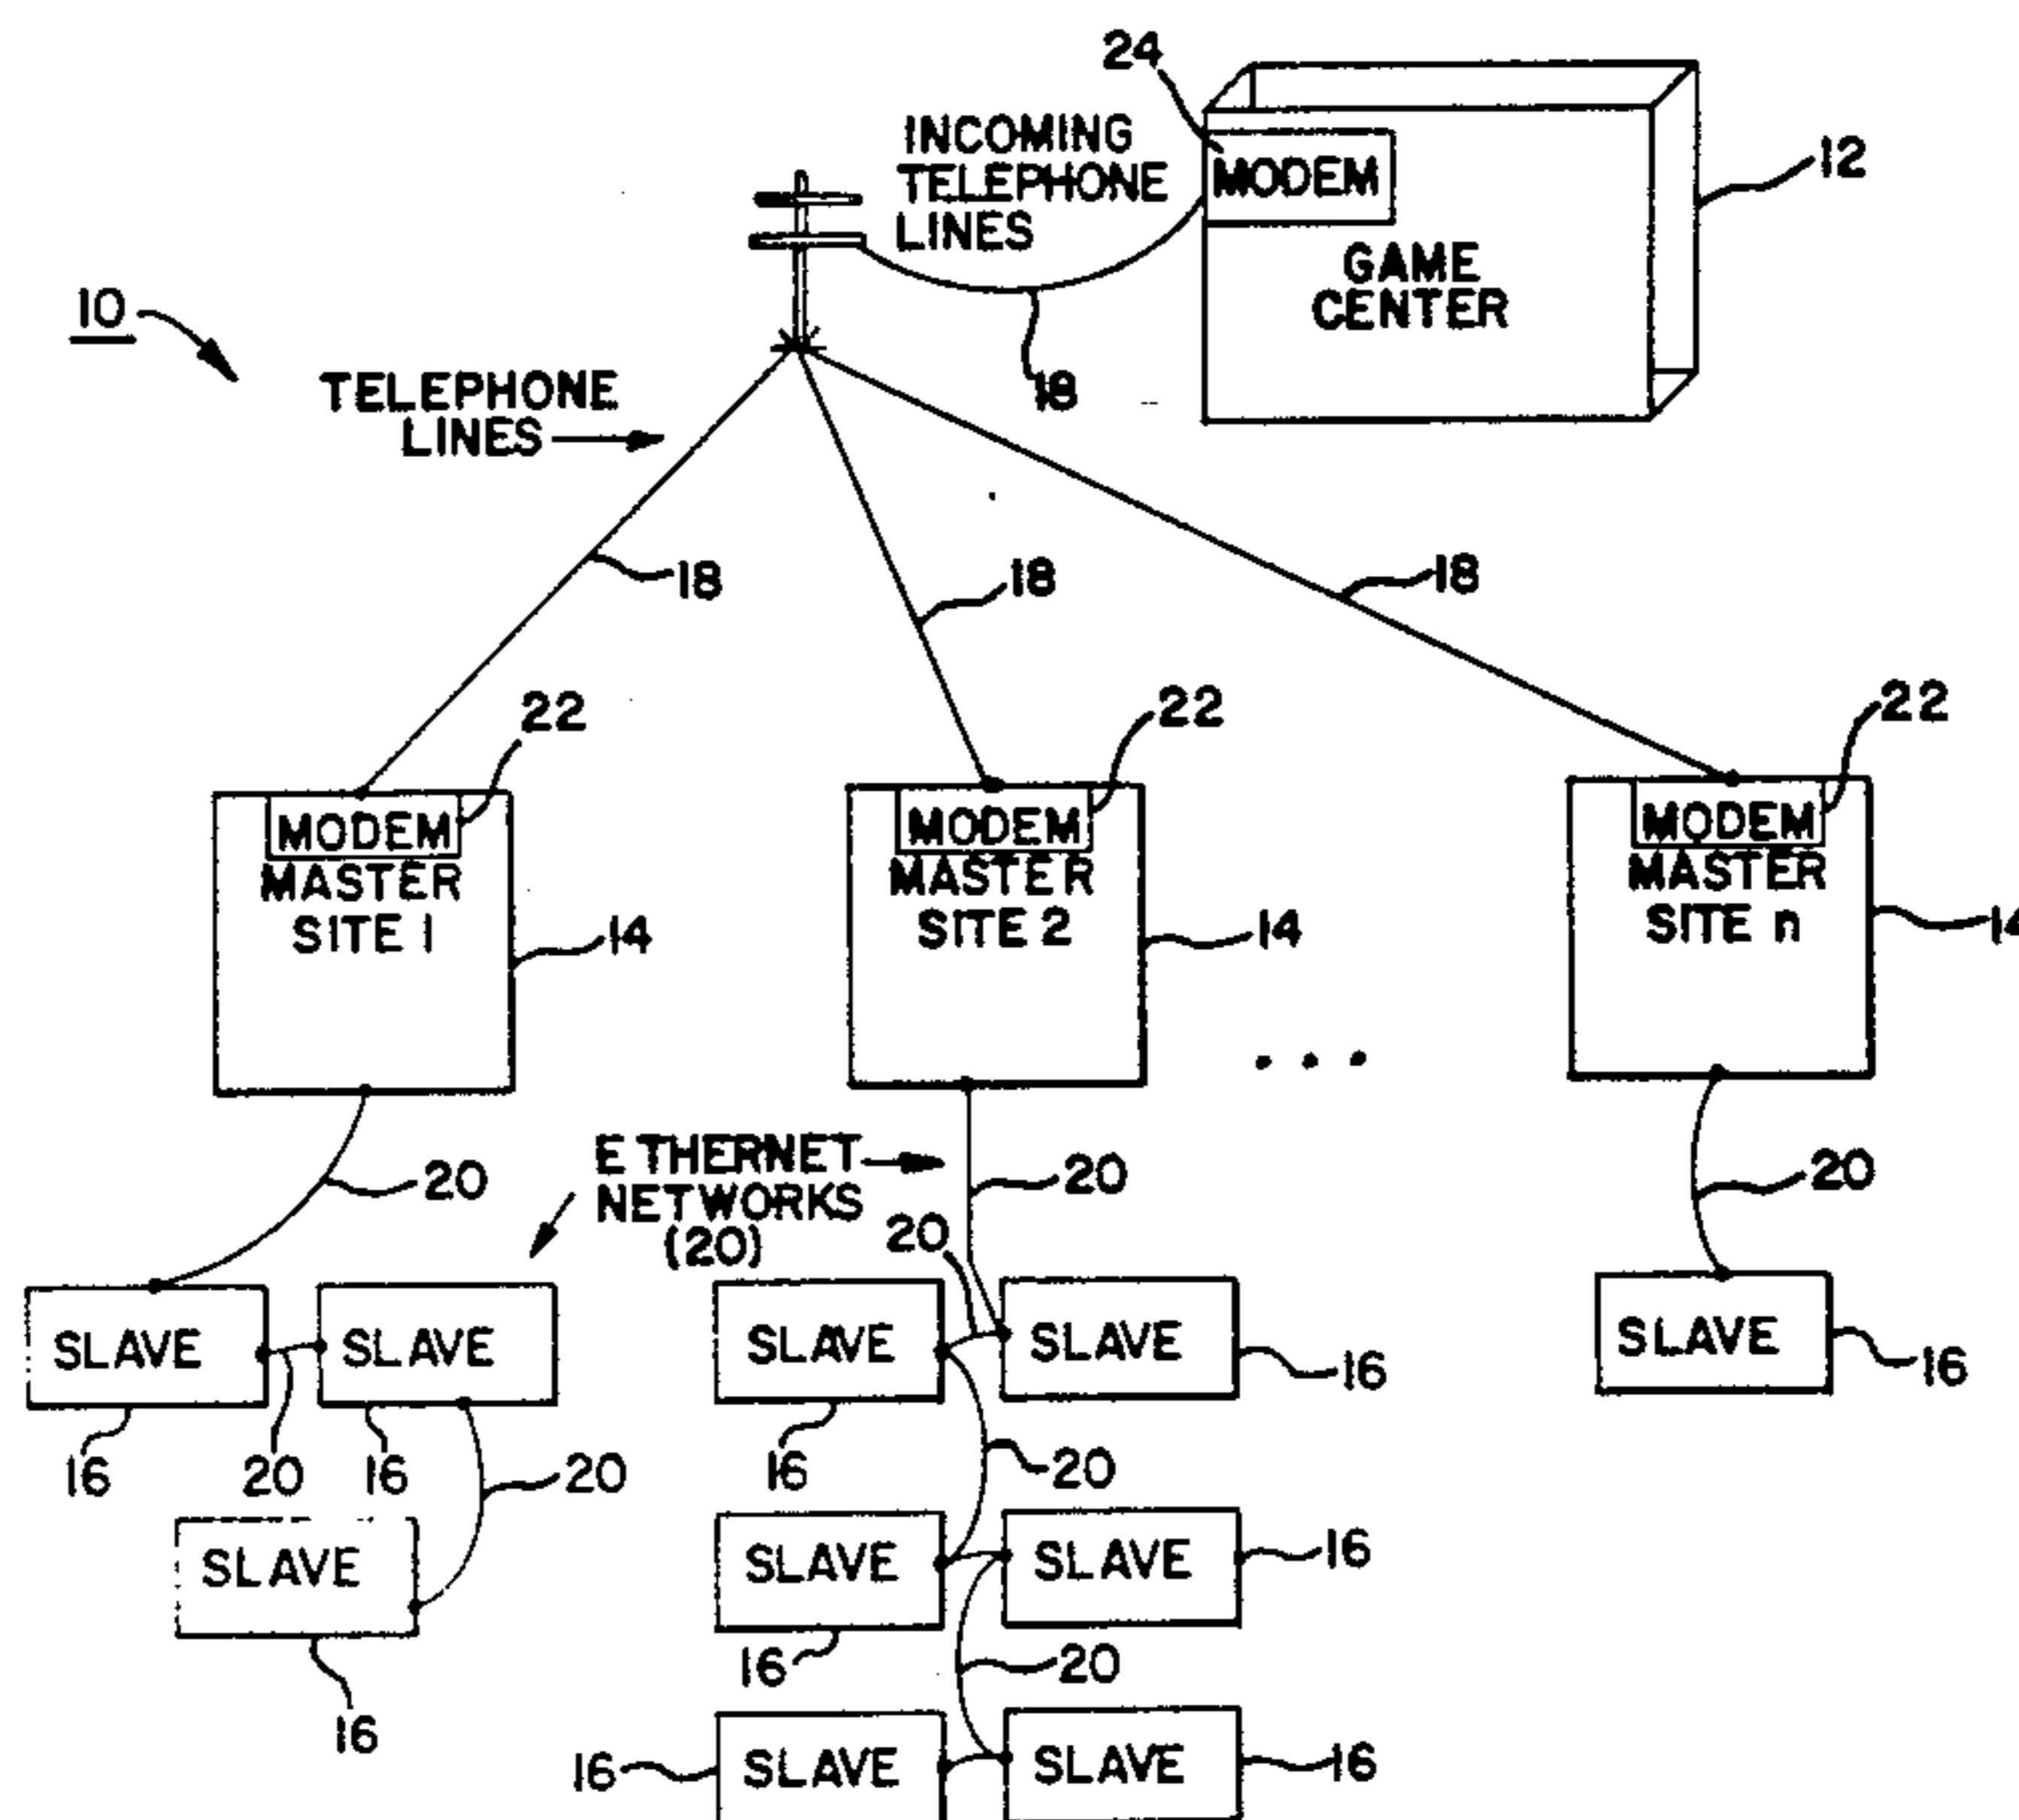 24
INCOMING
TELEPHONE
LINES
MODEM
12
GAME
CENTER
10
18
TELEPHONE
LINES
18
18
18
22
22
22
MODEM
MASTER
SITE 1
14
MODEM
MASTER
SITE 2
14
MODEM
MASTER
SITE n
14
...
20
ETHERNET
NETWORKS
(20)
20
20
20
SLAVE
SLAVE
SLAVE
SLAVE
SLAVE
16
16
16
20
16
20
16
20
SLAVE
SLAVE
SLAVE
16
16
16
20
16
SLAVE
SLAVE
16
16